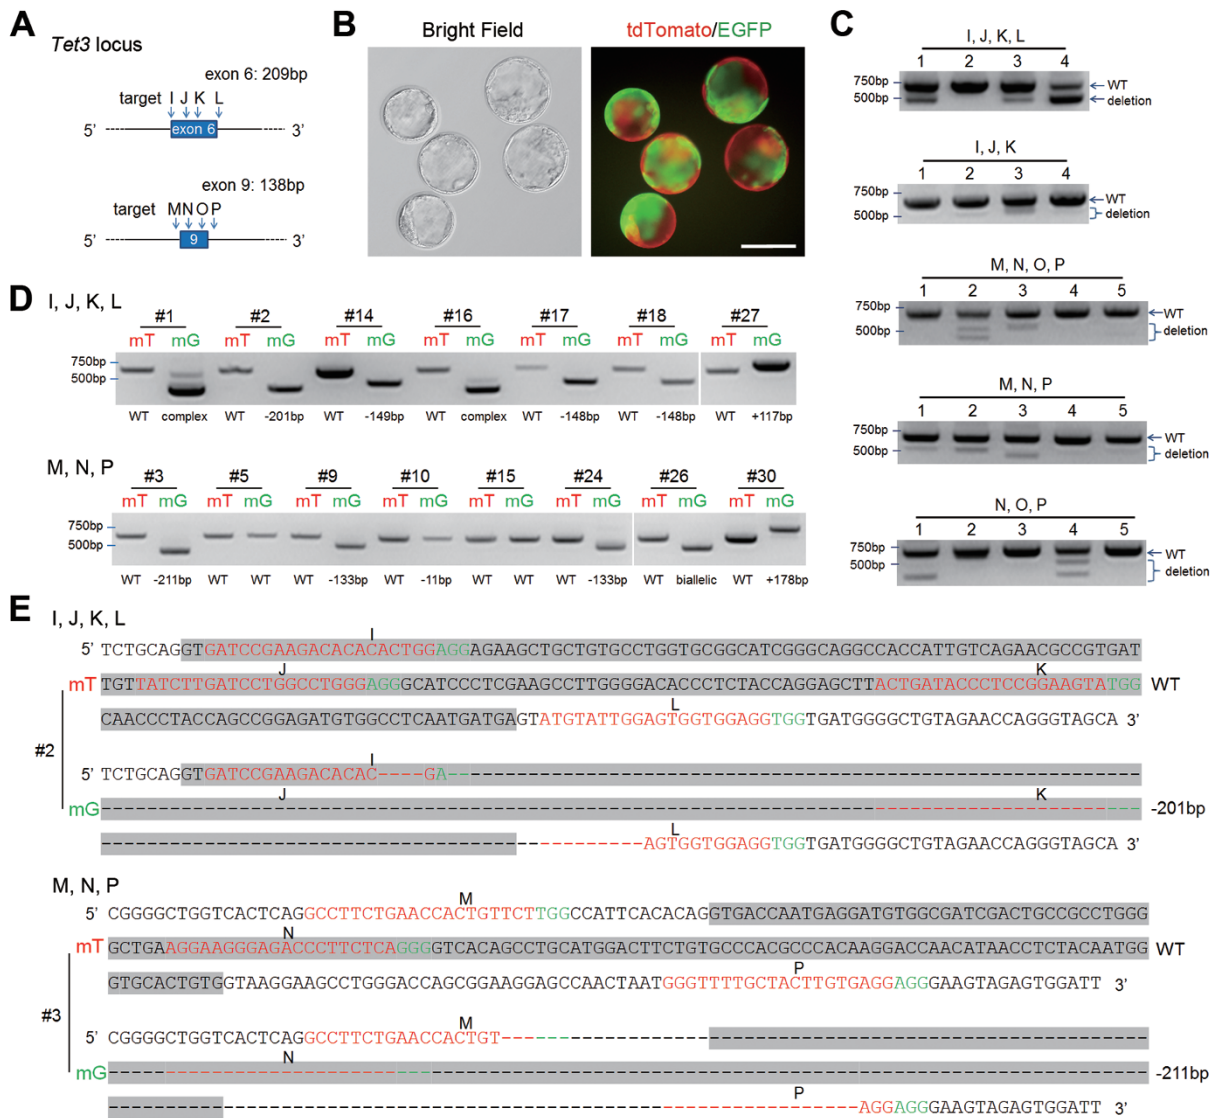 A
Tet3 locus
exon 6: 209bp
target I J K L
5' exon 6 3'
exon 9: 138bp
target M N O P
5' 9 3'
B
Bright Field tdTomato/EGFP
C
I, J, K, L
1 2 3 4
750bp WT
500bp deletion
I, J, K
1 2 3 4
750bp WT
500bp deletion
M, N, O, P
1 2 3 4 5
750bp WT
500bp deletion
M, N, P
1 2 3 4 5
750bp WT
500bp deletion
N, O, P
1 2 3 4 5
750bp WT
500bp deletion
D
I, J, K, L
#1 #2 #14 #16 #17 #18 #27
mT mG mT mG mT mG mT mG mT mG mT mG mT mG
750bp
500bp
WT complex WT -201bp WT -149bp WT complex WT -148bp WT -148bp WT +117bp
M, N, P
#3 #5 #9 #10 #15 #24 #26 #30
mT mG mT mG mT mG mT mG mT mG mT mG mT mG mT mG
750bp
500bp
WT -211bp WT WT WT -133bp WT -11bp WT WT WT -133bp WT biallelic WT +178bp
E
I, J, K, L
I
5' TCTGCAGGTGATCCGAAGACACACACTGGAGGAGAAGCTGCTGTGCCTGGTGCGGCATCGGGCAGGCCACCATTGTCAGAACGCCGTGAT
J K
mT TGTTATCTTGATCCTGGCCTGGGAGGGCATCCCTCGAAGCCTTGGGGACACCCTCTACCAGGAGCTTACTGATACCCTCCGGAAGTATGG WT
L
CAACCCTACCAGCCGGAGATGTGGCCTCAATGATGAGTATGTATTGGAGTGGTGGAGGTGGTGATGGGGCTGTAGAACCAGGGTAGCA 3'
#2
I
5' TCTGCAGGTGATCCGAAGACACAC----GA--
J K
mG -201bp
L
AGTGGTGGAGGTGGTGATGGGGCTGTAGAACCAGGGTAGCA 3'
M, N, P
M
5' CGGGGCTGGTCACTCAGGCCTTCTGAACCACTGTTCTTGGCCATTCACACAGGTGACCAATGAGGATGTGGCGATCGACTGCCGCCTGGG
N
mT GCTGAAGGAAGGGAGACCCTTCTCAGGGGTCACAGCCTGCATGGACTTCTGTGCCCACGCCCACAAGGACCAACATAACCTCTACAATGG WT
P
GTGCACTGTGGTAAGGAAGCCTGGGACCAGCGGAAGGAGCCAACTAATGGGTTTTGCTACTTGTGAGGAGGGAAGTAGAGTGGATT 3'
#3
M
5' CGGGGCTGGTCACTCAGGCCTTCTGAACCACTGT
N
mG -211bp
P
AGGAGGGAAGTAGAGTGGATT 3'